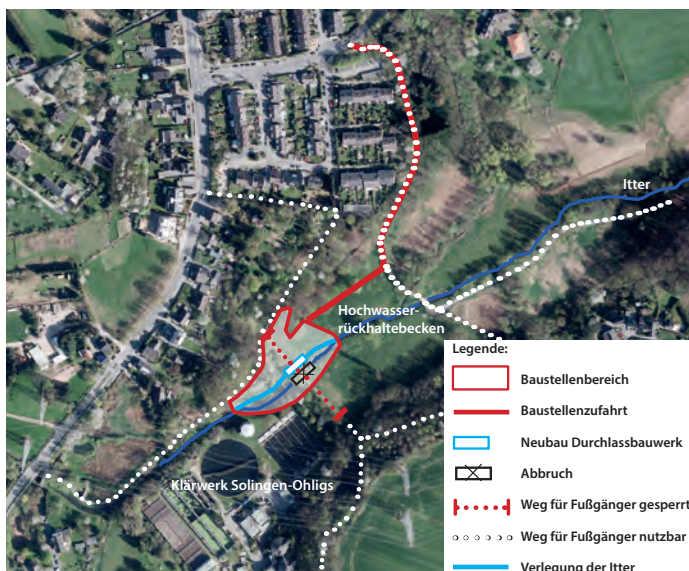 Itter
Hochwasser-
rückhaltebecken
Klärwerk Solingen-Ohligs
Legende:
Baustellenbereich
Baustellenzufahrt
Neubau Durchlassbauwerk
Abbruch
Weg für Fußgänger gesperrt
Weg für Fußgänger nutzbar
Verlegung der Itter